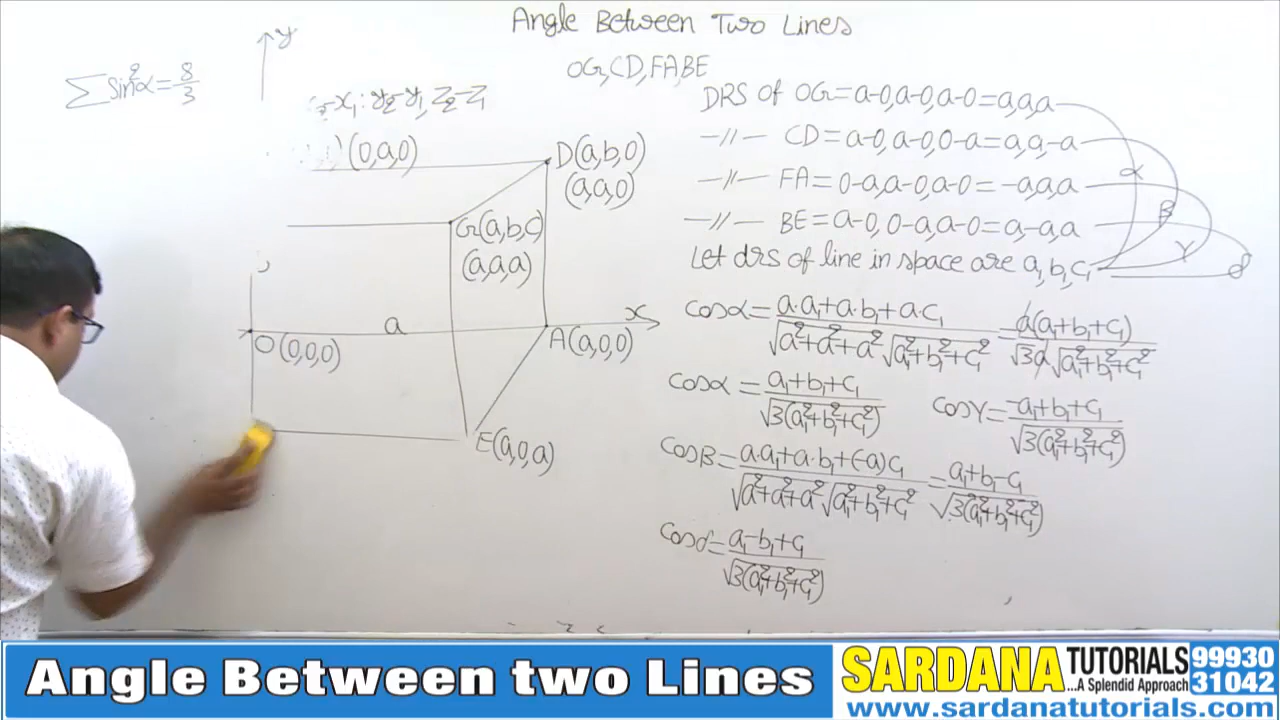 Angle Between Two Lines
OG, CD, FA, BE
y
∑ Sin²α = 8/3
-x₁ : y₂-y₁, z₂-z₁
(0,a,0)
D(a,b,0)
(a,a,0)
G(a,b,c)
(a,a,a)
a
x
O(0,0,0)
A(a,0,0)
E(a,0,a)
DRS of OG = a-0, a-0, a-0 = a,a,a
-//- CD = a-0, a-0, 0-a = a,a,-a
-//- FA = 0-a, a-0, a-0 = -a,a,a
-//- BE = a-0, 0-a, a-0 = a,-a,a
α
β
γ
δ
Let drs of line in space are a₁, b₁, c₁
cosα = (a·a₁+a·b₁+a·c₁)/(√(a²+a²+a²) √(a₁²+b₁²+c₁²)) = a(a₁+b₁+c₁)/(√3a √(a₁²+b₁²+c₁²))
cosα = (a₁+b₁+c₁)/√(3(a₁²+b₁²+c₁²)) cosγ = (-a₁+b₁+c₁)/√(3(a₁²+b₁²+c₁²))
cosβ = (a·a₁+a·b₁+(-a)c₁)/(√(a²+a²+a²) √(a₁²+b₁²+c₁²)) = (a₁+b₁-c₁)/√(3(a₁²+b₁²+c₁²))
cosδ = (a₁-b₁+c₁)/√(3(a₁²+b₁²+c₁²))
Angle Between two Lines
SARDANA TUTORIALS
...A Splendid Approach
99930
31042
www.sardanatutorials.com